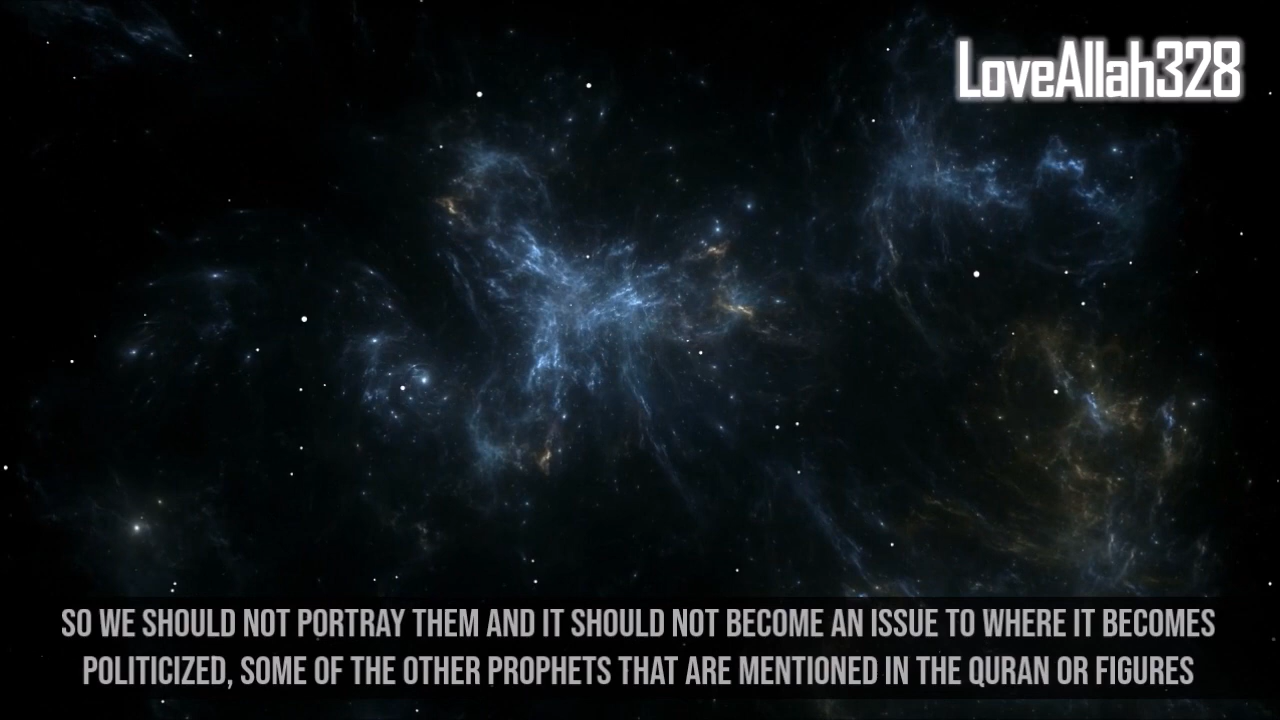 LoveAllah328
SO WE SHOULD NOT PORTRAY THEM AND IT SHOULD NOT BECOME AN ISSUE TO WHERE IT BECOMES
POLITICIZED, SOME OF THE OTHER PROPHETS THAT ARE MENTIONED IN THE QURAN OR FIGURES